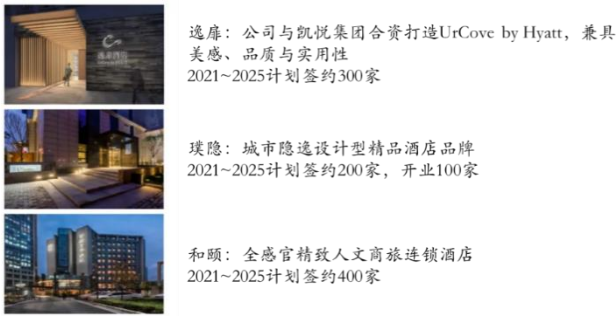 逸扉：公司与凯悦集团合资打造UrCove by Hyatt，兼具
美感、品质与实用性
2021~2025计划签约300家
璞隐：城市隐逸设计型精品酒店品牌
2021~2025计划签约200家，开业100家
和颐：全感官精致人文商旅连锁酒店
2021~2025计划签约400家